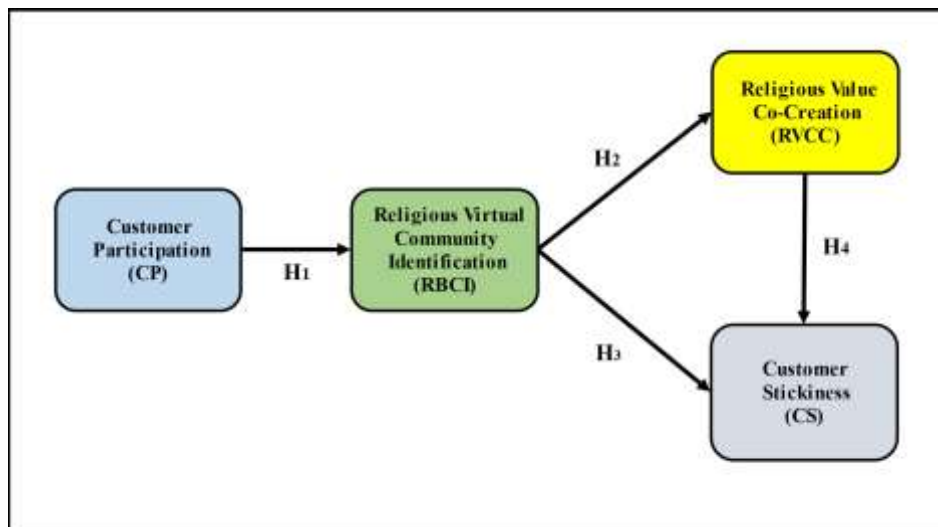 Customer
Participation
(CP)
H1
Religious Virtual
Community
Identification
(RBCI)
H2
H3
Religious Value
Co-Creation
(RVCC)
H4
Customer
Stickiness
(CS)